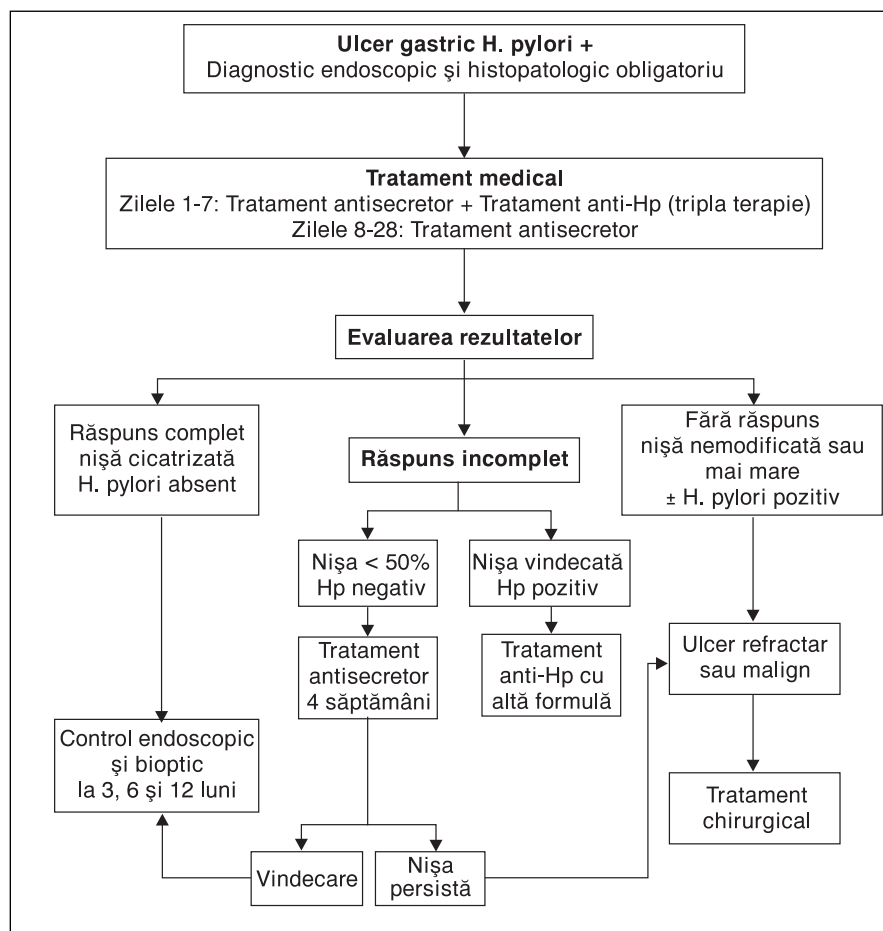 Ulcer gastric H. pylori +
Diagnostic endoscopic şi histopatologic obligatoriu
Tratament medical
Zilele 1-7: Tratament antisecretor + Tratament anti-Hp (tripla terapie)
Zilele 8-28: Tratament antisecretor
Evaluarea rezultatelor
Răspuns complet
nişă cicatrizată
H. pylori absent
Răspuns incomplet
Fără răspuns
nişă nemodificată sau
mai mare
± H. pylori pozitiv
Nişa < 50%
Hp negativ
Nişa vindecată
Hp pozitiv
Tratament
antisecretor
4 săptămâni
Tratament
anti-Hp cu
altă formulă
Ulcer refractar
sau malign
Control endoscopic
şi bioptic
la 3, 6 şi 12 luni
Tratament
chirurgical
Vindecare
Nişa
persistă